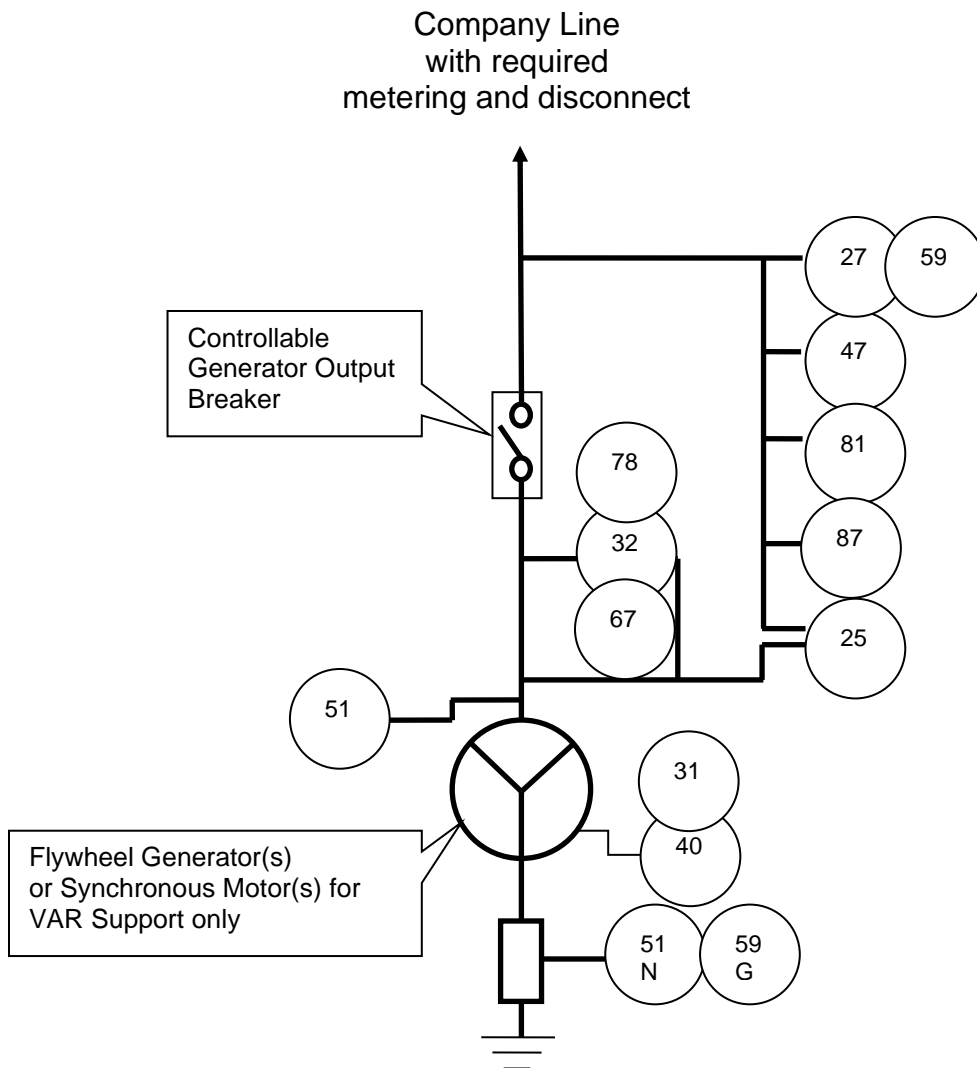 Company Line
with required
metering and disconnect
27
59
Controllable
Generator Output
Breaker
47
78
81
32
87
67
25
51
31
40
Flywheel Generator(s)
or Synchronous Motor(s) for
VAR Support only
51
N
59
G